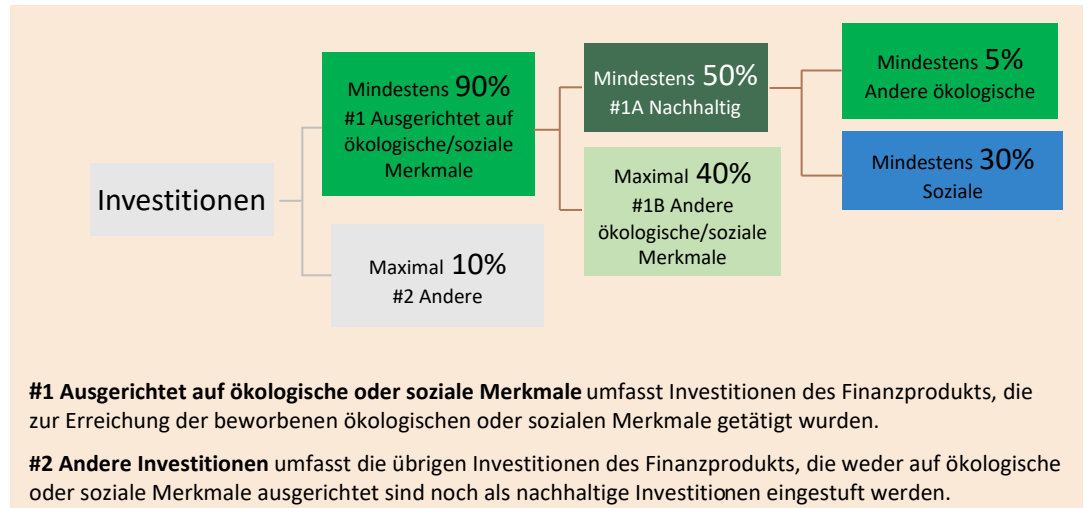 Investitionen
Mindestens 90%
#1 Ausgerichtet auf
ökologische/soziale
Merkmale
Maximal 10%
#2 Andere
Mindestens 50%
#1A Nachhaltig
Maximal 40%
#1B Andere
ökologische/soziale
Merkmale
Mindestens 5%
Andere ökologische
Mindestens 30%
Soziale
#1 Ausgerichtet auf ökologische oder soziale Merkmale umfasst Investitionen des Finanzprodukts, die
zur Erreichung der beworbenen ökologischen oder sozialen Merkmale getätigt wurden.
#2 Andere Investitionen umfasst die übrigen Investitionen des Finanzprodukts, die weder auf ökologische
oder soziale Merkmale ausgerichtet sind noch als nachhaltige Investitionen eingestuft werden.